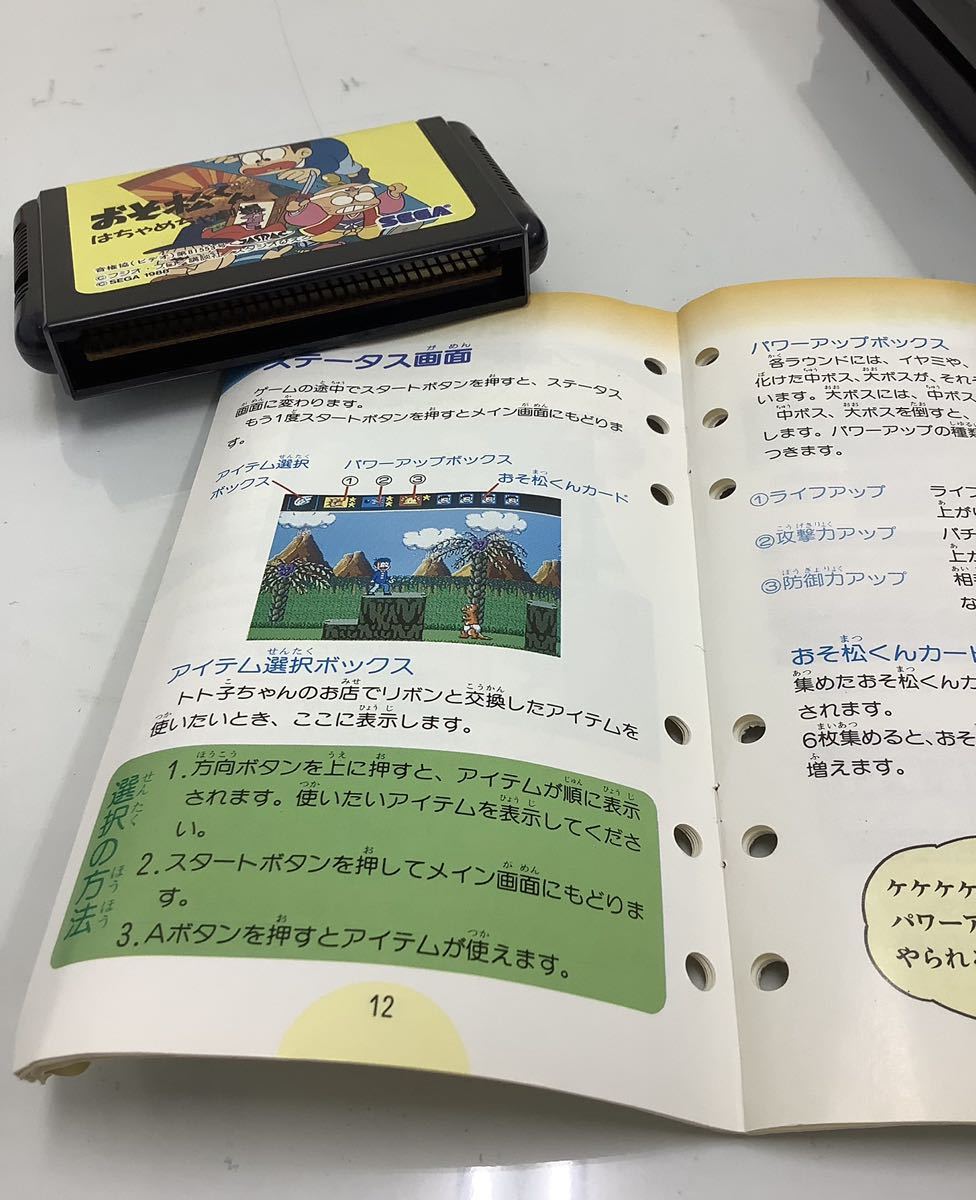 おそ松くん
はちゃめちゃ
SEGA
© SEGA 1988
ステータス画面
ゲームの途中でスタートボタンを押すと、ステータス
画面に変わります。
もう1度スタートボタンを押すとメイン画面にもどりま
す。
アイテム選択
ボックス
パワーアップボックス
① ② ③
おそ松くんカード
アイテム選択ボックス
トト子ちゃんのお店でリボンと交換したアイテムを
使いたいとき、ここに表示します。
選択の方法
1.方向ボタンを上に押すと、アイテムが順に表示
されます。使いたいアイテムを表示してくださ
い。
2.スタートボタンを押してメイン画面にもどりま
す。
3.Aボタンを押すとアイテムが使えます。
12
パワーアップボックス
各ラウンドには、イヤミや、
化けた中ボス、大ボスが、それぞ
います。大ボスには、中ボス
中ボス、大ボスを倒すと、
します。パワーアップの種類
つきます。
①ライフアップ
ライフ
上が
②攻撃力アップ
パチ
上が
③防御力アップ
相
な
おそ松くんカード
集めたおそ松くんカ
されます。
6枚集めると、おそ
増えます。
ケケケケ
パワーア
やられ